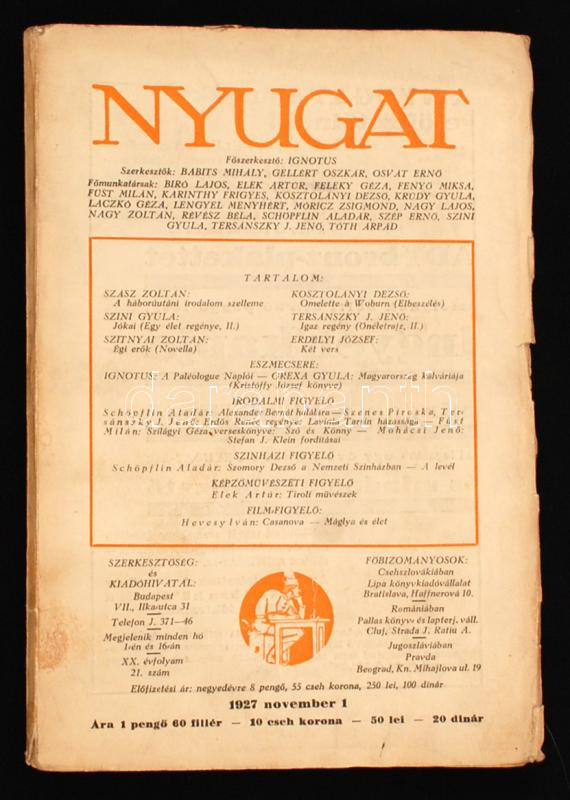 NYUGAT
Főszerkesztő: IGNOTUS
Szerkesztők: BABITS MIHÁLY, GELLÉRT OSZKÁR, OSVÁT ERNŐ
Főmunkatársak: BIRÓ LAJOS, ELEK ARTUR, FELEKY GÉZA, FENYŐ MIKSA,
FÜST MILÁN, KARINTHY FRIGYES, KOSZTOLÁNYI DEZSŐ, KRUDY GYULA,
LACZKÓ GÉZA, LENGYEL MENYHÉRT, MÓRICZ ZSIGMOND, NAGY LAJOS,
NAGY ZOLTÁN, RÉVÉSZ BÉLA, SCHÖPFLIN ALADÁR, SZÉP ERNŐ, SZINI
GYULA, TERSÁNSZKY J. JENŐ, TÓTH ÁRPÁD
TARTALOM:
SZÁSZ ZOLTÁN:
A háborúutáni irodalom szelleme
SZINI GYULA:
Jókai (Egy élet regénye, II.)
SZITNYAI ZOLTÁN:
Égi erők (Novella)
KOSZTOLÁNYI DEZSŐ:
Omelette à Woburn (Elbeszélés)
TERSÁNSZKY J. JENŐ:
Igaz regény (Önéletrajz, II.)
ERDÉLYI JÓZSEF:
Két vers
ESZMECSERE:
IGNOTUS: A Paléologue Naplói — GREXA GYULA: Magyarország kálváriája
(Kristóffy József könyve)
IRODALMI FIGYELŐ
Schöpflin Aladár: Alexander Bernát halálára — Szenes Piroska, Ter-
sánszky J. Jenő: Erdős Renée regénye: Lavinia Tarsin házassága — Füst
Milán: Szilágyi Géza verseskönyve: Szó és Könny — Mohácsi Jenő:
Stefan J. Klein fordításai
SZINHÁZI FIGYELŐ
Schöpflin Aladár: Szomory Dezső a Nemzeti Szinházban — A levél
KÉPZŐMŰVÉSZETI FIGYELŐ
Elek Artúr: Tiroli művészek
FILM-FIGYELŐ:
Hevesy Iván: Casanova — Máglya és élet
SZERKESZTŐSÉG:
és
KIADÓHIVATAL:
Budapest
VII., Ilka-utca 31
Telefon J. 371—46
Megjelenik minden hó
1-én és 16-án
XX. évfolyam
21. szám
FŐBIZOMÁNYOSOK:
Csehszlovákiában
Lipa könyvkiadóvállalat
Bratislava, Haffnerová 10.
Romániában
Pallas könyv- és lapterj. váll.
Cluj, Strada J. Ratiu A.
Jugoszláviában
Pravda
Beograd, Kn. Mihajlova ul. 19
Előfizetési ár: negyedévre 8 pengő, 55 cseh korona, 250 lei, 100 dinár
1927 november 1
Ára 1 pengő 60 fillér — 10 cseh korona — 50 lei — 20 dinár